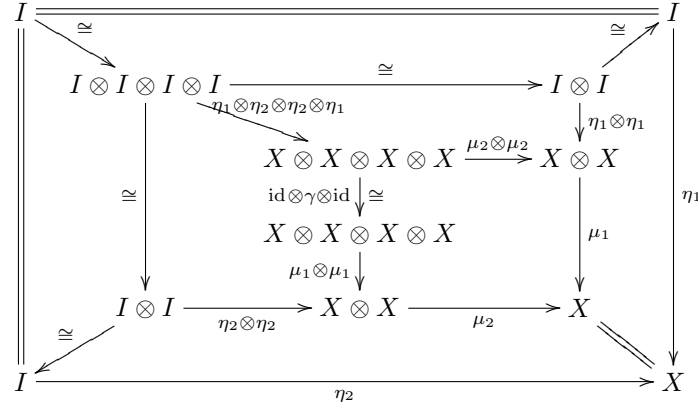 I I
≅ ≅
I ⊗ I ⊗ I ⊗ I ≅ I ⊗ I
η₁⊗η₂⊗η₂⊗η₁ η₁⊗η₁
X ⊗ X ⊗ X ⊗ X μ₂⊗μ₂ X ⊗ X
≅ id⊗γ⊗id ≅ η₁
X ⊗ X ⊗ X ⊗ X μ₁
μ₁⊗μ₁
I ⊗ I η₂⊗η₂ X ⊗ X μ₂ X
≅
I η₂ X